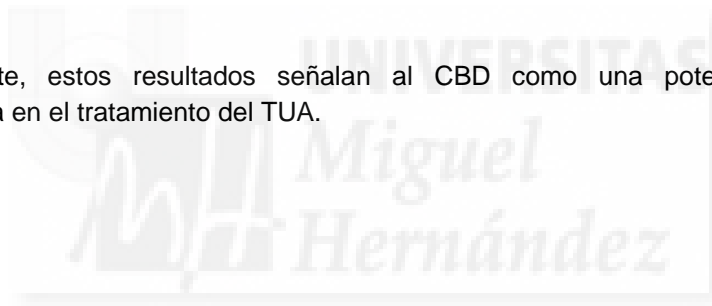 UNIVERSITAS
te, estos resultados señalan al CBD como una pote
a en el tratamiento del TUA.
Miguel
Hernández